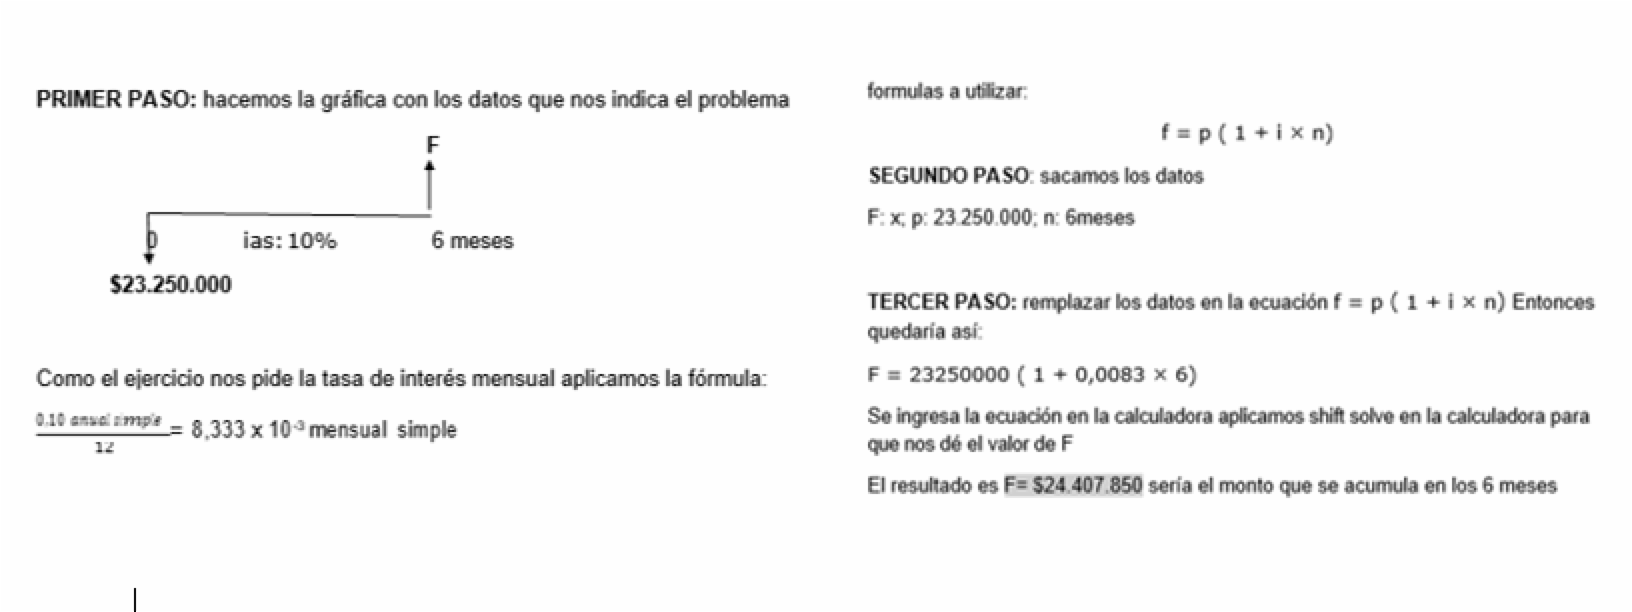 PRIMER PASO: hacemos la gráfica con los datos que nos indica el problema
F
0 ias: 10% 6 meses
$23.250.000
Como el ejercicio nos pide la tasa de interés mensual aplicamos la fórmula:
0.10 anual simple
12
= 8,333 x 10⁻³ mensual simple
formulas a utilizar:
f = p ( 1 + i × n)
SEGUNDO PASO: sacamos los datos
F: x; p: 23.250.000; n: 6meses
TERCER PASO: remplazar los datos en la ecuación f = p ( 1 + i × n) Entonces
quedaría así:
F = 23250000 ( 1 + 0,0083 × 6)
Se ingresa la ecuación en la calculadora aplicamos shift solve en la calculadora para
que nos dé el valor de F
El resultado es F= $24.407.850 sería el monto que se acumula en los 6 meses